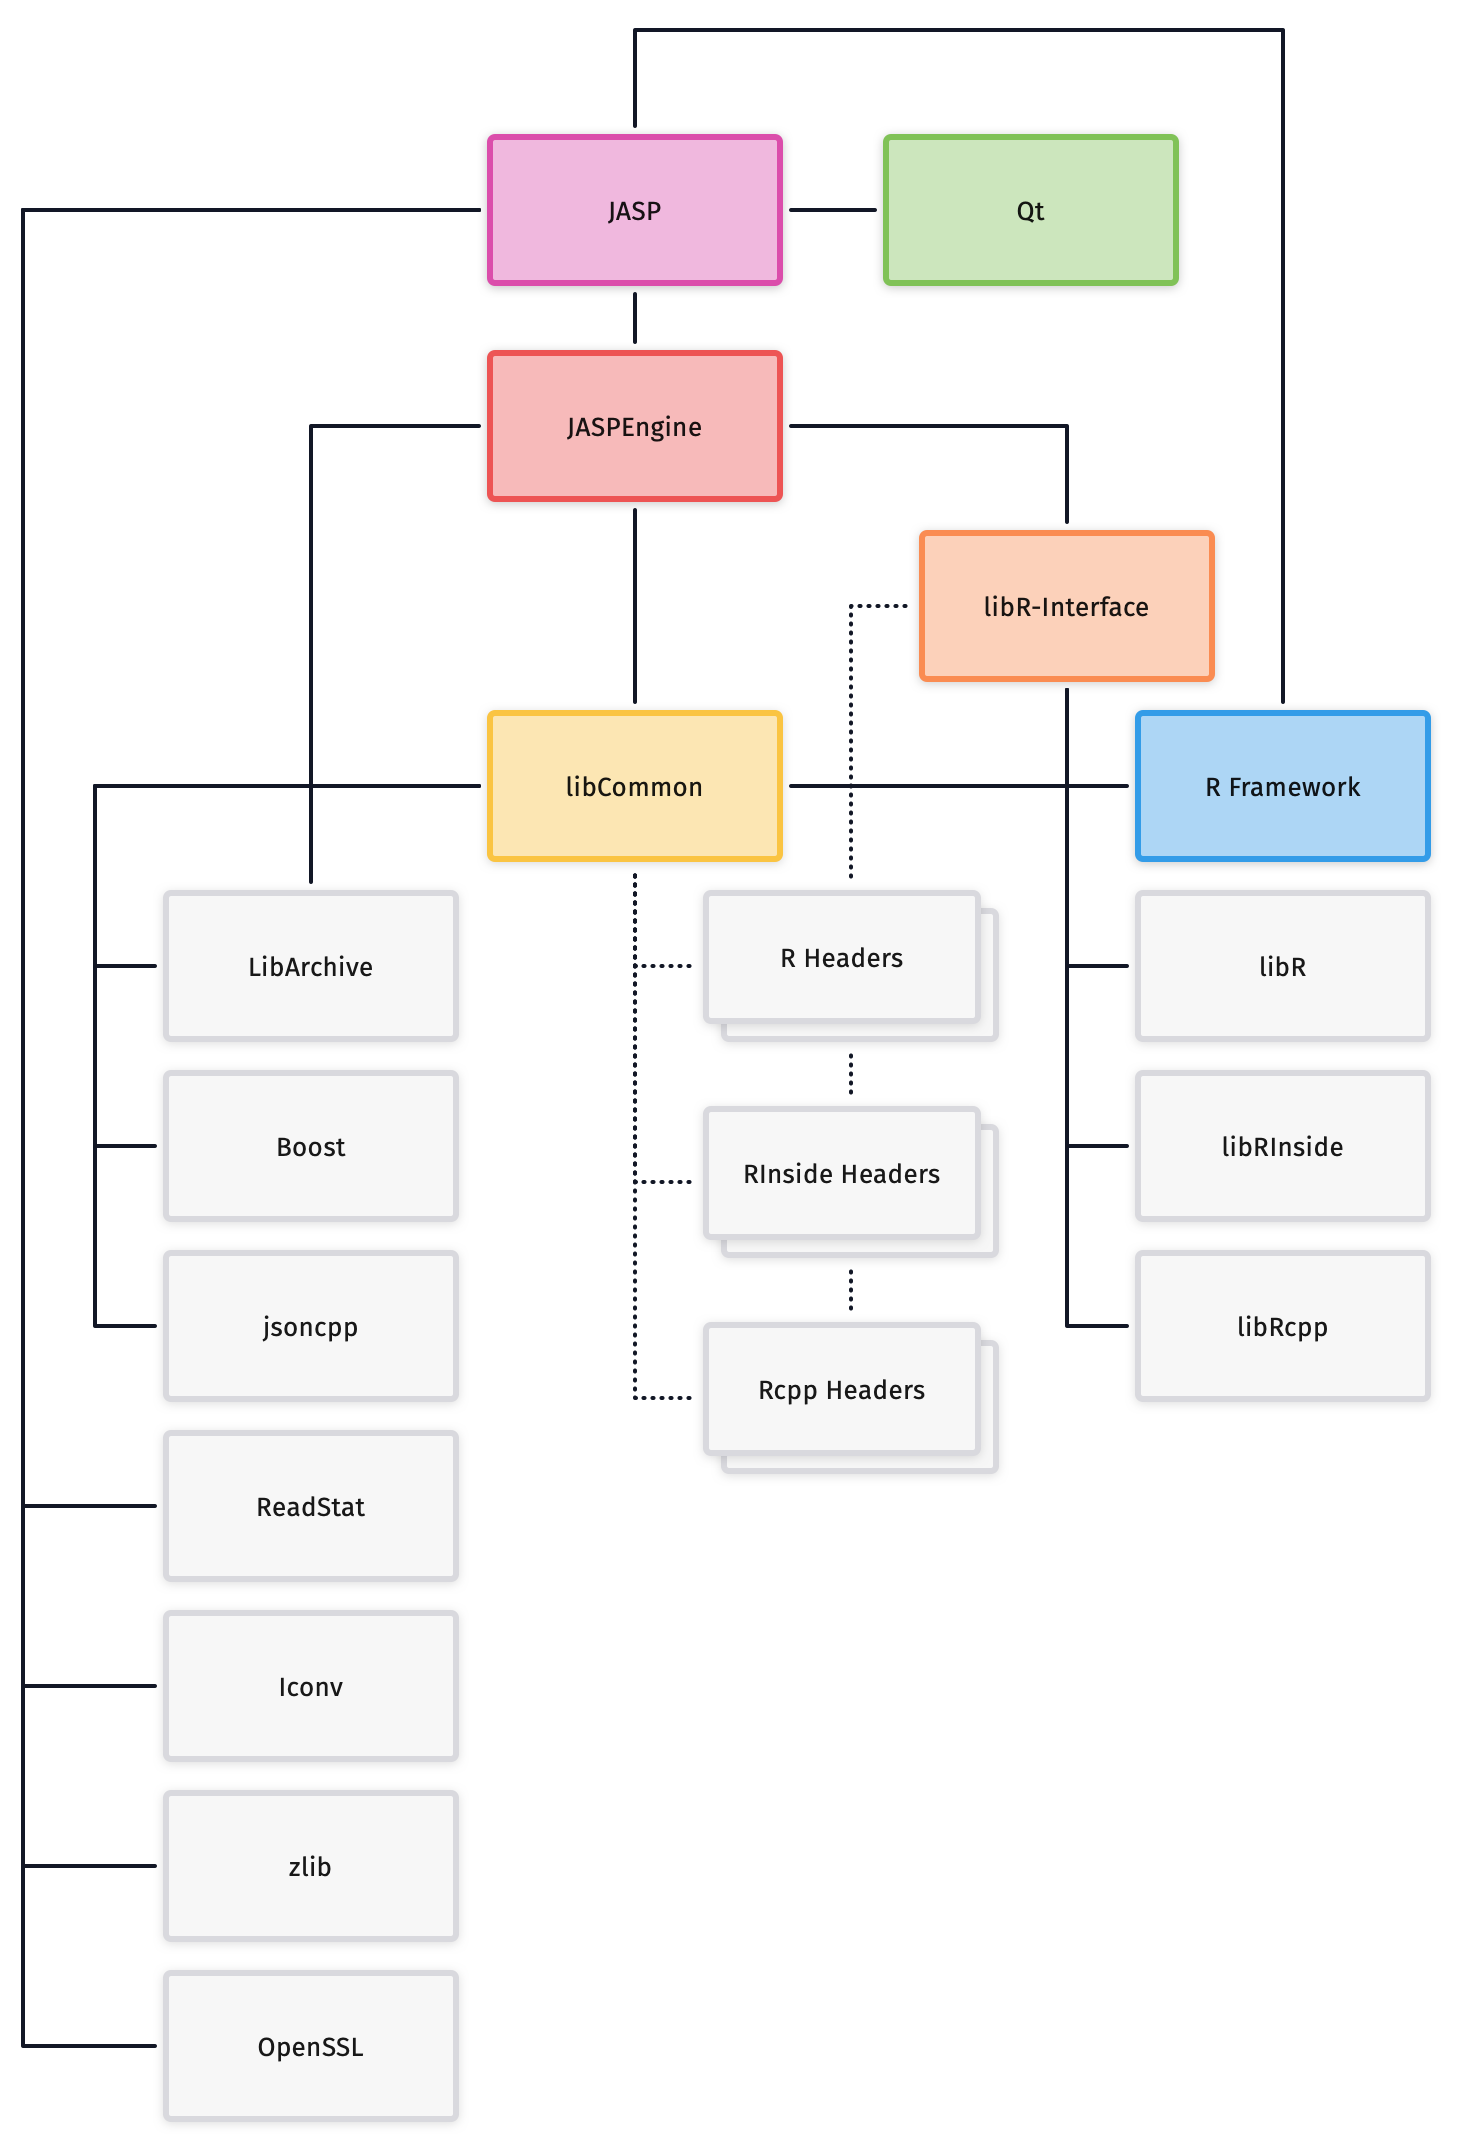 JASP
Qt
JASPEngine
libR-Interface
libCommon
R Framework
LibArchive
R Headers
libR
Boost
RInside Headers
libRInside
jsoncpp
Rcpp Headers
libRcpp
ReadStat
Iconv
zlib
OpenSSL